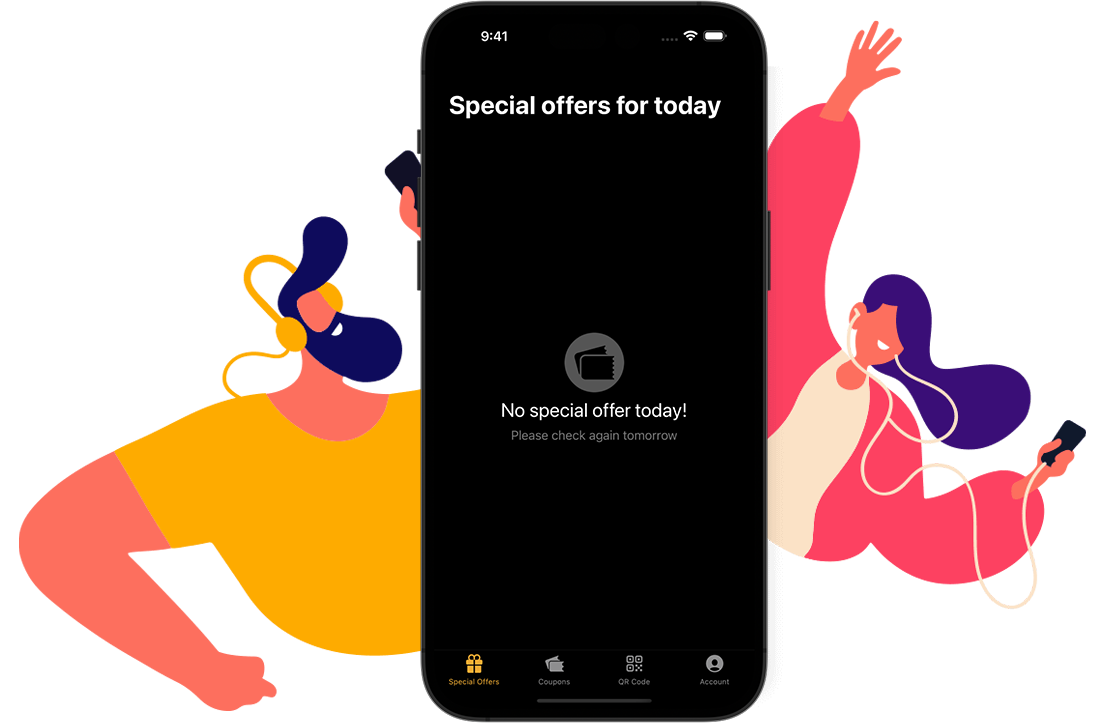 9:41
Special offers for today
No special offer today!
Please check again tomorrow
Special Offers
Coupons
QR Code
Account